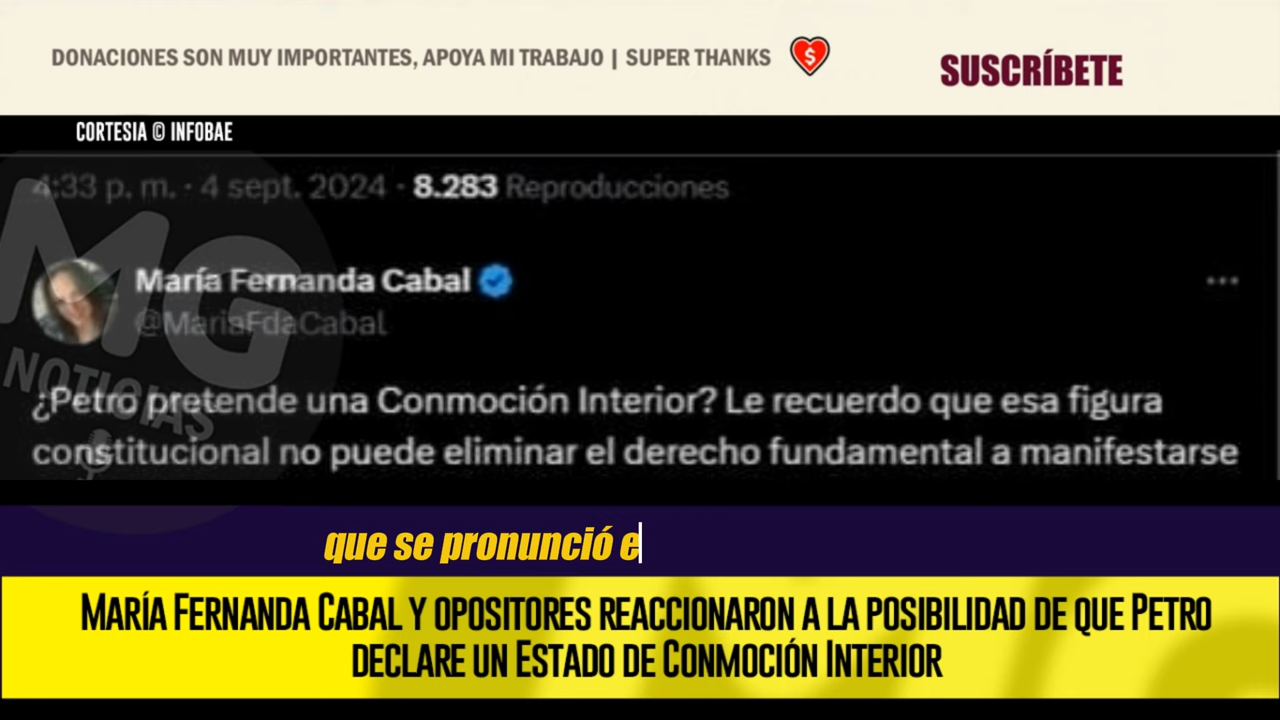 DONACIONES SON MUY IMPORTANTES, APOYA MI TRABAJO | SUPER THANKS
SUSCRÍBETE
CORTESIA © INFOBAE
4:33 p. m. · 4 sept. 2024 · 8.283 Reproducciones
María Fernanda Cabal
@MariaFdaCabal
MG
NOTICIAS
¿Petro pretende una Conmoción Interior? Le recuerdo que esa figura
constitucional no puede eliminar el derecho fundamental a manifestarse
que se pronunció e
MARÍA FERNANDA CABAL Y OPOSITORES REACCIONARON A LA POSIBILIDAD DE QUE PETRO
DECLARE UN ESTADO DE CONMOCIÓN INTERIOR